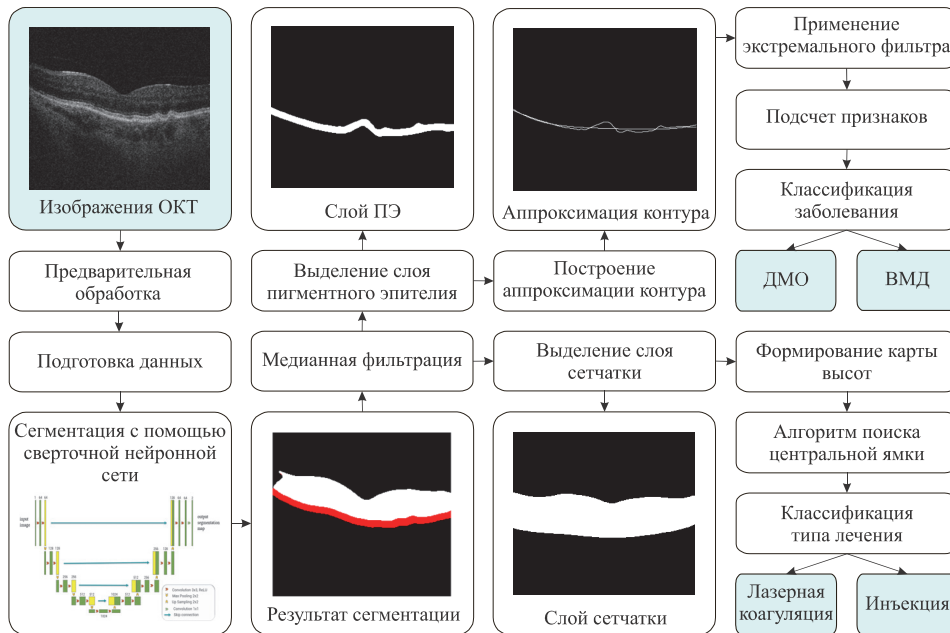 Изображения ОКТ
Предварительная
обработка
Подготовка данных
Сегментация с помощью
сверточной нейронной
сети
Слой ПЭ
Выделение слоя
пигментного эпителия
Медианная фильтрация
Результат сегментации
Аппроксимация контура
Построение
аппроксимации контура
Выделение слоя
сетчатки
Слой сетчатки
Применение
экстремального фильтра
Подсчет признаков
Классификация
заболевания
ДМО
ВМД
Формирование карты
высот
Алгоритм поиска
центральной ямки
Классификация
типа лечения
Лазерная
коагуляция
Инъекция